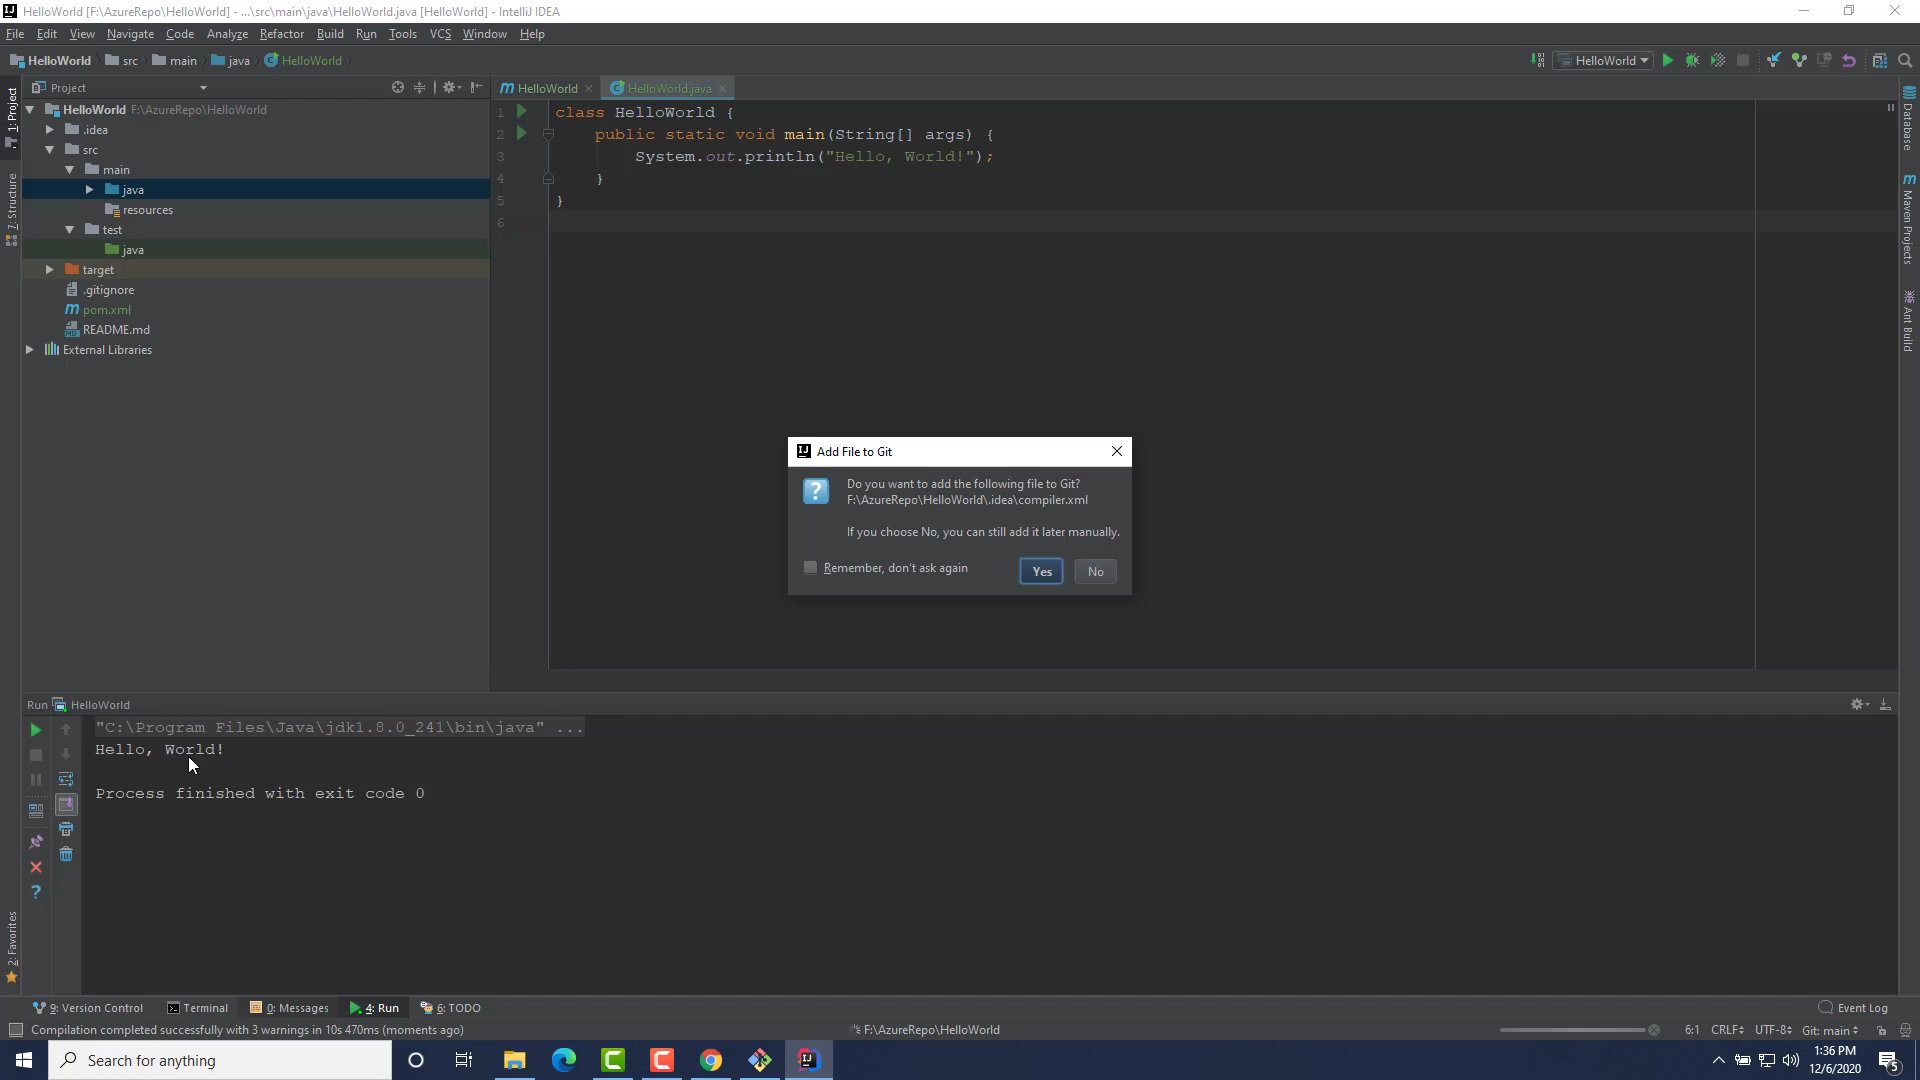 HelloWorld [F:\AzureRepo\HelloWorld] - ...\src\main\java\HelloWorld.java [HelloWorld] - IntelliJ IDEA
File Edit View Navigate Code Analyze Refactor Build Run Tools VCS Window Help
HelloWorld src main java HelloWorld
HelloWorld
Project
HelloWorld
HelloWorld.java
1: Project
7: Structure
2: Favorites
HelloWorld F:\AzureRepo\HelloWorld
.idea
src
main
java
resources
test
java
target
.gitignore
pom.xml
README.md
External Libraries
1 class HelloWorld {
2 public static void main(String[] args) {
3 System.out.println("Hello, World!");
4 }
5 }
6
Database
Maven Projects
Ant Build
Add File to Git
Do you want to add the following file to Git?
F:\AzureRepo\HelloWorld\.idea\compiler.xml
If you choose No, you can still add it later manually.
Remember, don't ask again
Yes
No
Run HelloWorld
"C:\Program Files\Java\jdk1.8.0_241\bin\java" ...
Hello, World!
Process finished with exit code 0
9: Version Control Terminal 0: Messages 4: Run 6: TODO Event Log
Compilation completed successfully with 3 warnings in 10s 470ms (moments ago) F:\AzureRepo\HelloWorld 6:1 CRLF UTF-8 Git: main
Search for anything
1:36 PM
12/6/2020
5